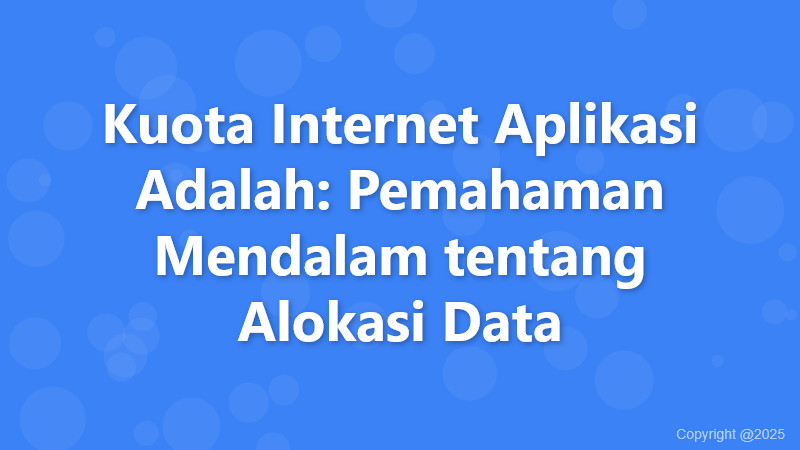 Kuota Internet Aplikasi
Adalah: Pemahaman
Mendalam tentang
Alokasi Data
Copyright @2025